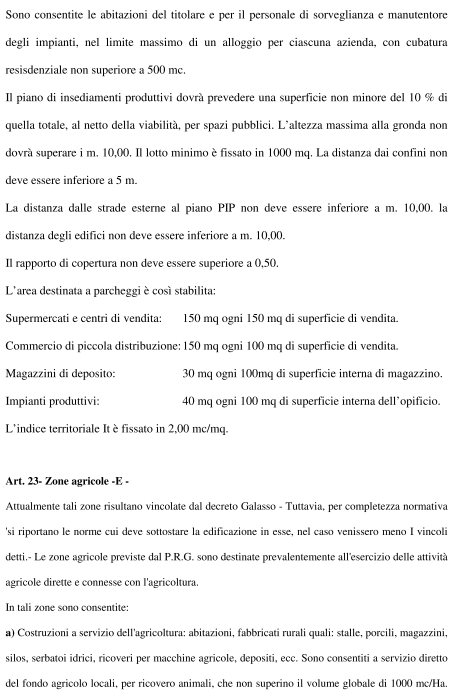 Sono consentite le abitazioni del titolare e per il personale di sorveglianza e manutentore
degli impianti, nel limite massimo di un alloggio per ciascuna azienda, con cubatura
resisdenziale non superiore a 500 mc.
Il piano di insediamenti produttivi dovrà prevedere una superficie non minore del 10 % di
quella totale, al netto della viabilità, per spazi pubblici. L'altezza massima alla gronda non
dovrà superare i m. 10,00. Il lotto minimo è fissato in 1000 mq. La distanza dai confini non
deve essere inferiore a 5 m.
La distanza dalle strade esterne al piano PIP non deve essere inferiore a m. 10,00. la
distanza degli edifici non deve essere inferiore a m. 10,00.
Il rapporto di copertura non deve essere superiore a 0,50.
L'area destinata a parcheggi è così stabilita:
Supermercati e centri di vendita: 150 mq ogni 150 mq di superficie di vendita.
Commercio di piccola distribuzione: 150 mq ogni 100 mq di superficie di vendita.
Magazzini di deposito: 30 mq ogni 100mq di superficie interna di magazzino.
Impianti produttivi: 40 mq ogni 100 mq di superficie interna dell'opificio.
L'indice territoriale It è fissato in 2,00 mc/mq.
Art. 23- Zone agricole -E -
Attualmente tali zone risultano vincolate dal decreto Galasso - Tuttavia, per completezza normativa
'si riportano le norme cui deve sottostare la edificazione in esse, nel caso venissero meno I vincoli
detti.- Le zone agricole previste dal P.R.G. sono destinate prevalentemente all'esercizio delle attività
agricole dirette e connesse con l'agricoltura.
In tali zone sono consentite:
a) Costruzioni a servizio dell'agricoltura: abitazioni, fabbricati rurali quali: stalle, porcili, magazzini,
silos, serbatoi idrici, ricoveri per macchine agricole, depositi, ecc. Sono consentiti a servizio diretto
del fondo agricolo locali, per ricovero animali, che non superino il volume globale di 1000 mc/Ha.